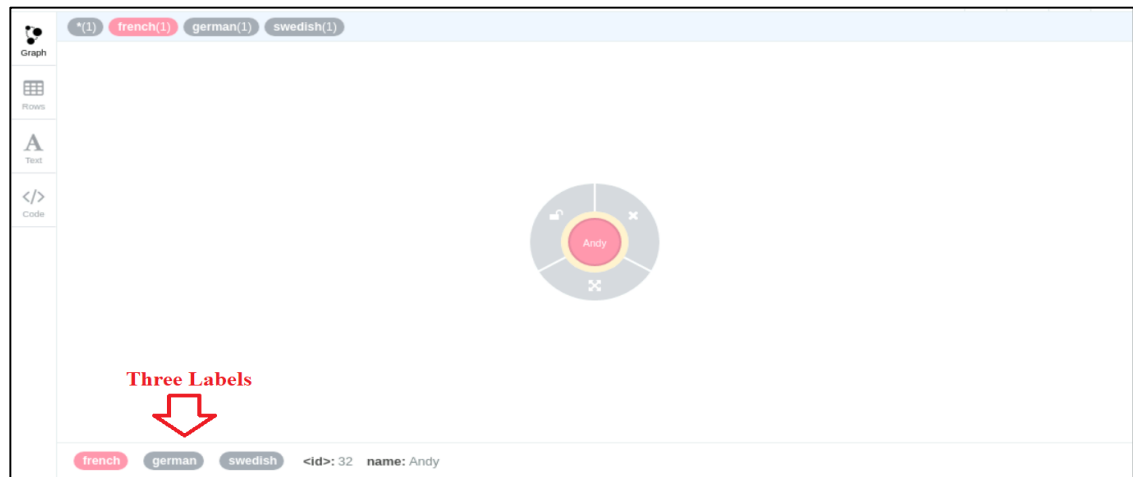 *(1) french(1) german(1) swedish(1)
Graph
Rows
A
Text
</>
Code
Andy
Three Labels
french german swedish <id>: 32 name: Andy